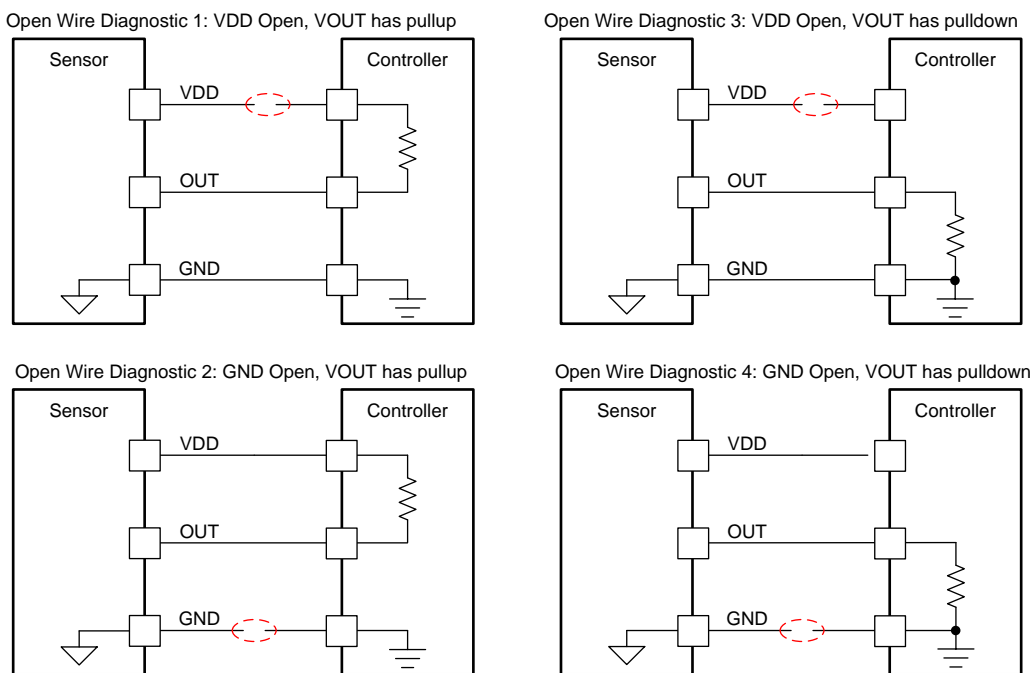 Open Wire Diagnostic 1: VDD Open, VOUT has pullup
Sensor
Controller
VDD
OUT
GND
Open Wire Diagnostic 3: VDD Open, VOUT has pulldown
Sensor
Controller
VDD
OUT
GND
Open Wire Diagnostic 2: GND Open, VOUT has pullup
Sensor
Controller
VDD
OUT
GND
Open Wire Diagnostic 4: GND Open, VOUT has pulldown
Sensor
Controller
VDD
OUT
GND